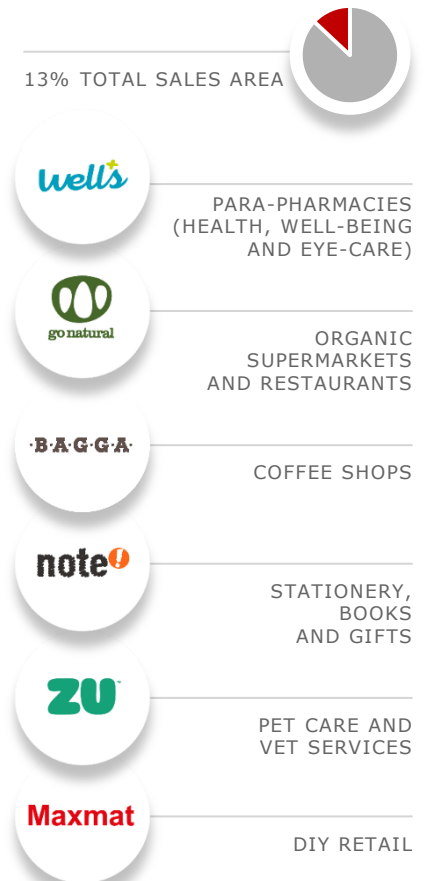 13% TOTAL SALES AREA
well's
PARA-PHARMACIES
(HEALTH, WELL-BEING
AND EYE-CARE)
go natural
ORGANIC
SUPERMARKETS
AND RESTAURANTS
·B·A·G·G·A·
COFFEE SHOPS
note!
STATIONERY,
BOOKS
AND GIFTS
ZU
PET CARE AND
VET SERVICES
Maxmat
DIY RETAIL